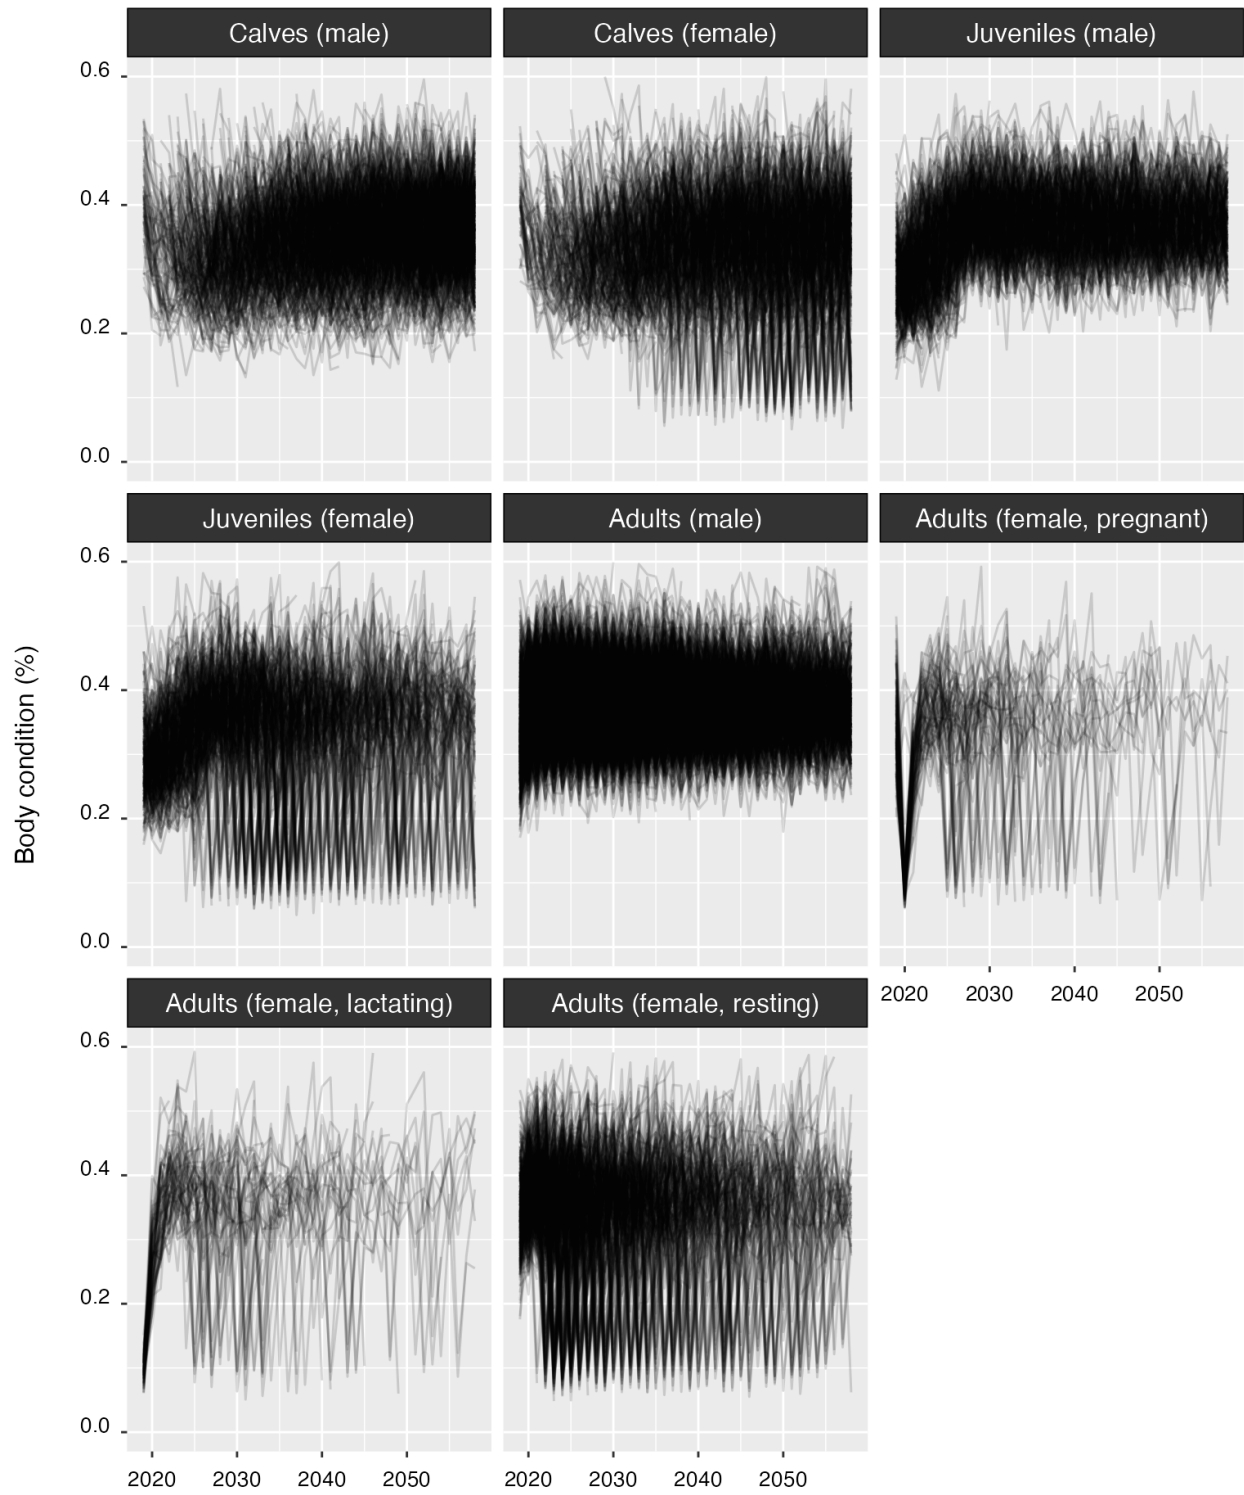 Calves (male)
Calves (female)
Juveniles (male)
0.6
0.4
0.2
0.0
Juveniles (female)
Adults (male)
Adults (female, pregnant)
0.6
0.4
0.2
0.0
Body condition (%)
2020 2030 2040 2050
Adults (female, lactating)
Adults (female, resting)
0.6
0.4
0.2
0.0
2020 2030 2040 2050
2020 2030 2040 2050